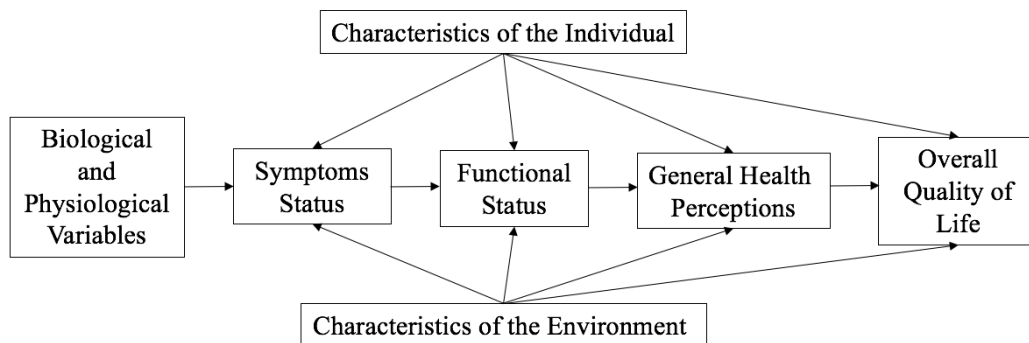 Characteristics of the Individual
Biological
and
Physiological
Variables
Symptoms
Status
Functional
Status
General Health
Perceptions
Overall
Quality of
Life
Characteristics of the Environment